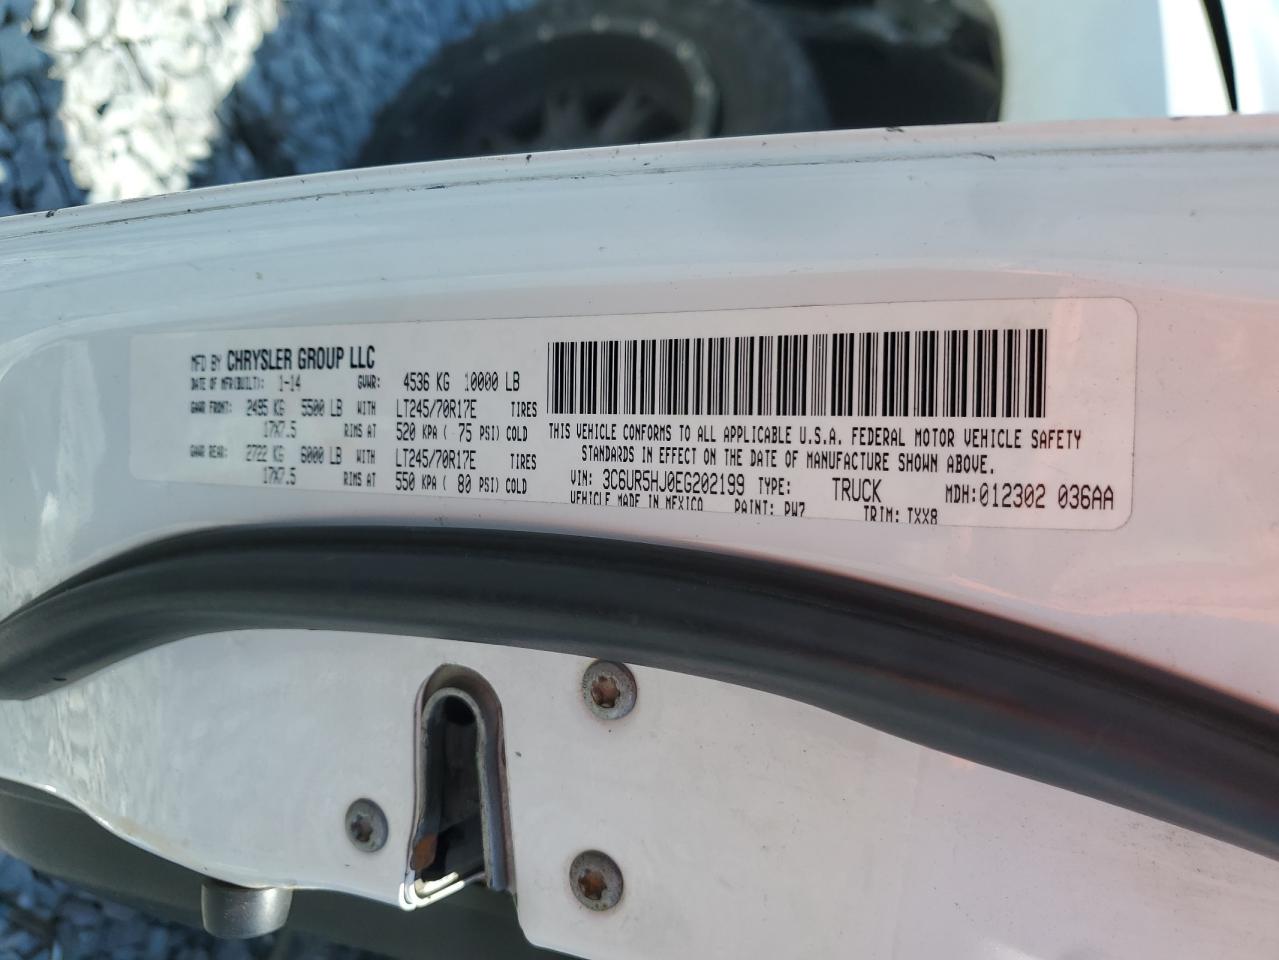 MFD BY CHRYSLER GROUP LLC
DATE OF MFR(BUILT): 1-14 GVWR: 4536 KG 10000 LB
GAWR FRONT: 2495 KG 5500 LB WITH LT245/70R17E TIRES
17X7.5 RIMS AT 520 KPA ( 75 PSI) COLD
GAWR REAR: 2722 KG 6000 LB WITH LT245/70R17E TIRES
17X7.5 RIMS AT 550 KPA ( 80 PSI) COLD
THIS VEHICLE CONFORMS TO ALL APPLICABLE U.S.A. FEDERAL MOTOR VEHICLE SAFETY
STANDARDS IN EFFECT ON THE DATE OF MANUFACTURE SHOWN ABOVE.
VIN: 3C6UR5HJ0EG202199 TYPE: TRUCK MDH:012302 036AA
VEHICLE MADE IN MEXICO PAINT: PW7 TRIM: TXX8